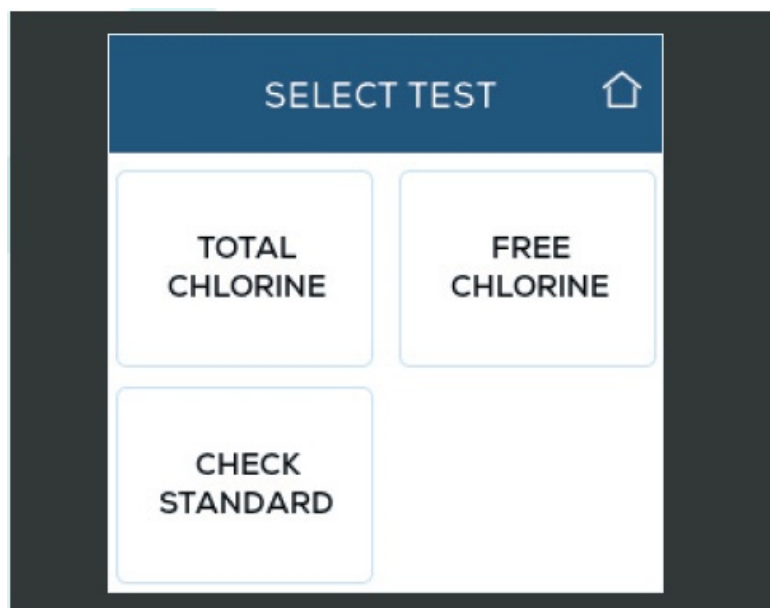 SELECT TEST
TOTAL
CHLORINE
FREE
CHLORINE
CHECK
STANDARD